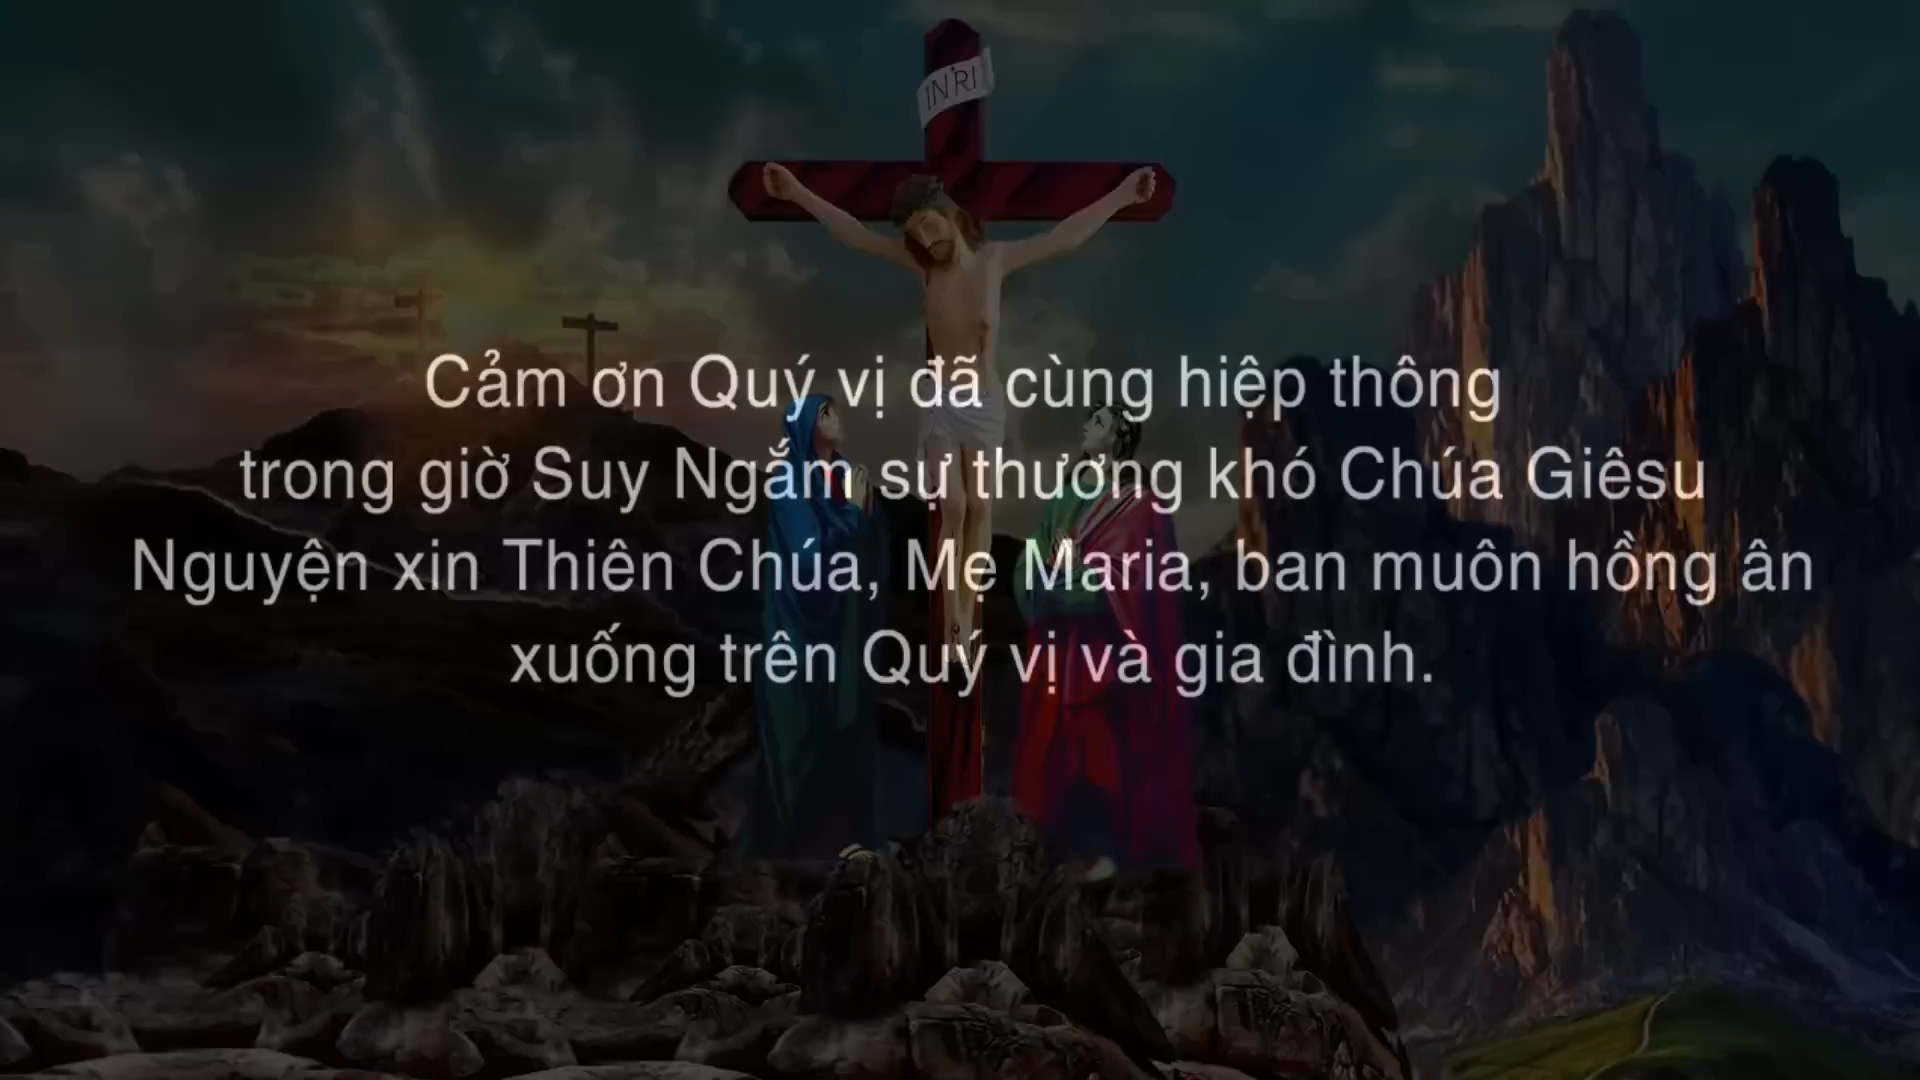 INRI
Cảm ơn Quý vị đã cùng hiệp thông
trong giờ Suy Ngắm sự thương khó Chúa Giêsu
Nguyện xin Thiên Chúa, Mẹ Maria, ban muôn hồng ân
xuống trên Quý vị và gia đình.